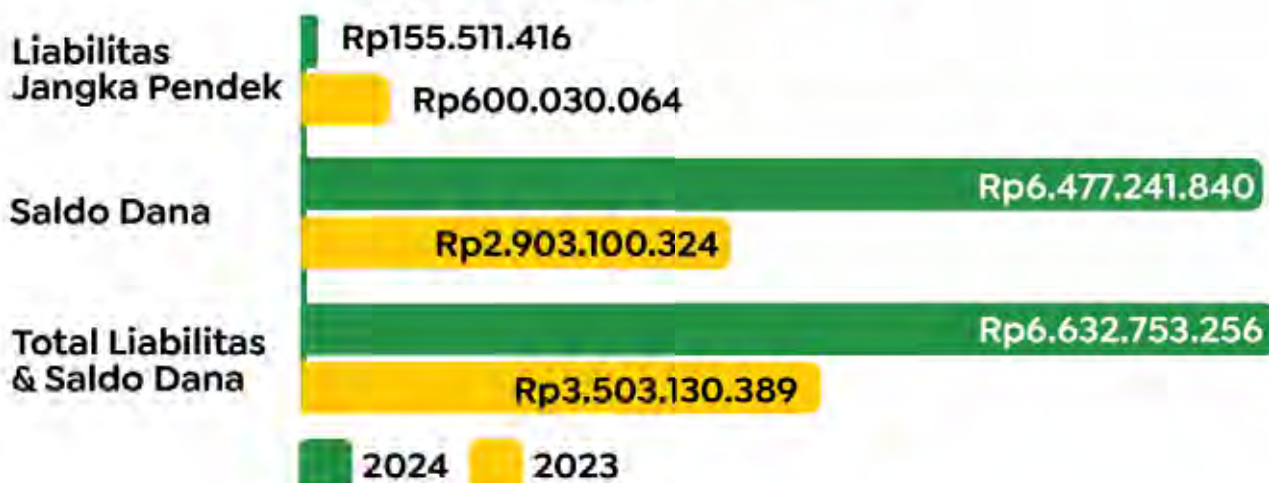 Liabilitas
Jangka Pendek
Rp155.511.416
Rp600.030.064
Saldo Dana
Rp6.477.241.840
Rp2.903.100.324
Total Liabilitas
& Saldo Dana
Rp6.632.753.256
Rp3.503.130.389
2024 2023